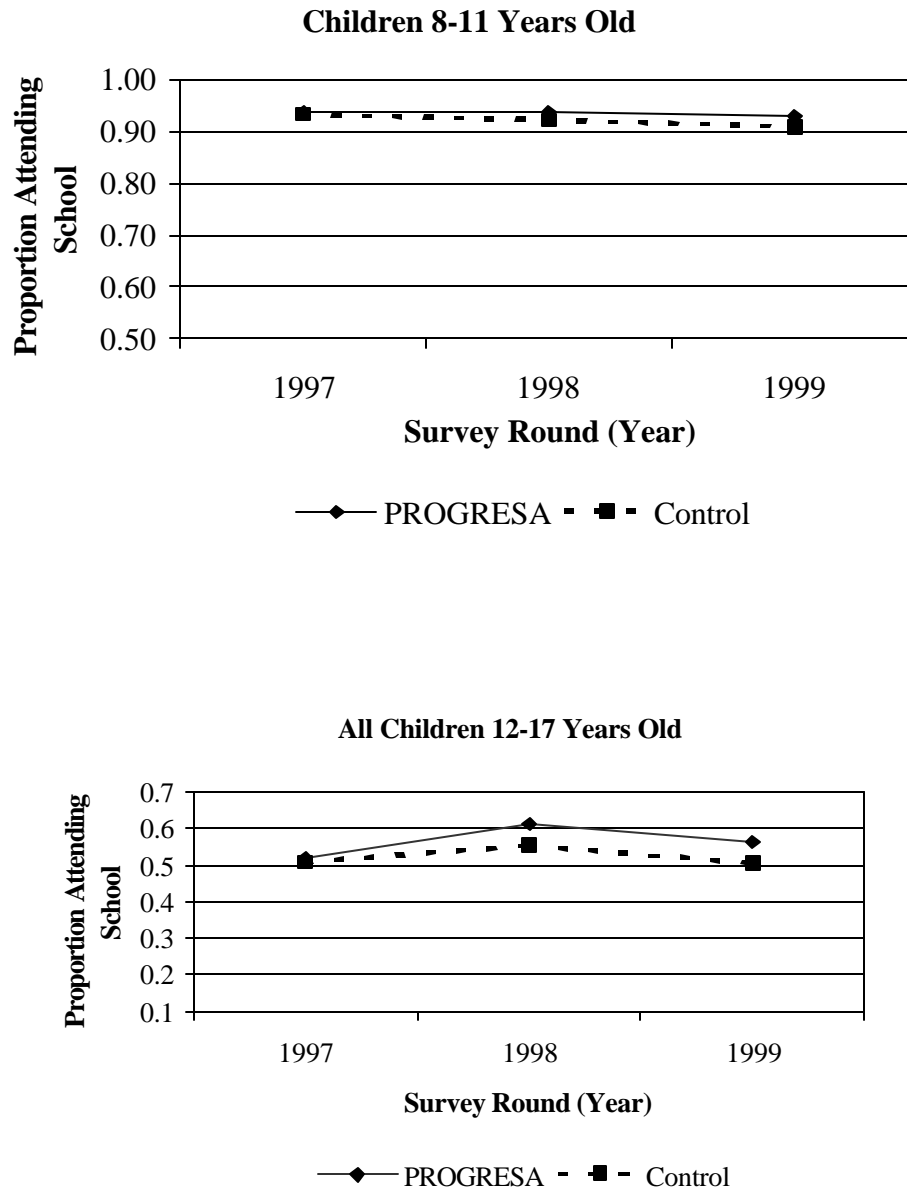 Children 8-11 Years Old
Proportion Attending
School
1.00
0.90
0.80
0.70
0.60
0.50
1997 1998 1999
Survey Round (Year)
PROGRESA Control
All Children 12-17 Years Old
Proportion Attending
School
0.7
0.6
0.5
0.4
0.3
0.2
0.1
1997 1998 1999
Survey Round (Year)
PROGRESA Control